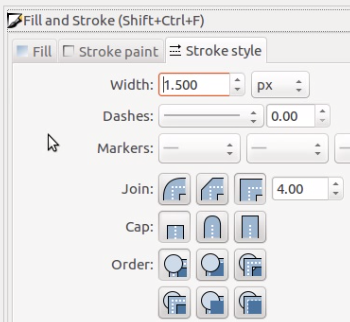 Fill and Stroke (Shift+Ctrl+F)
Fill Stroke paint Stroke style
Width: 1.500 px
Dashes: 0.00
Markers:
Join: 4.00
Cap:
Order: